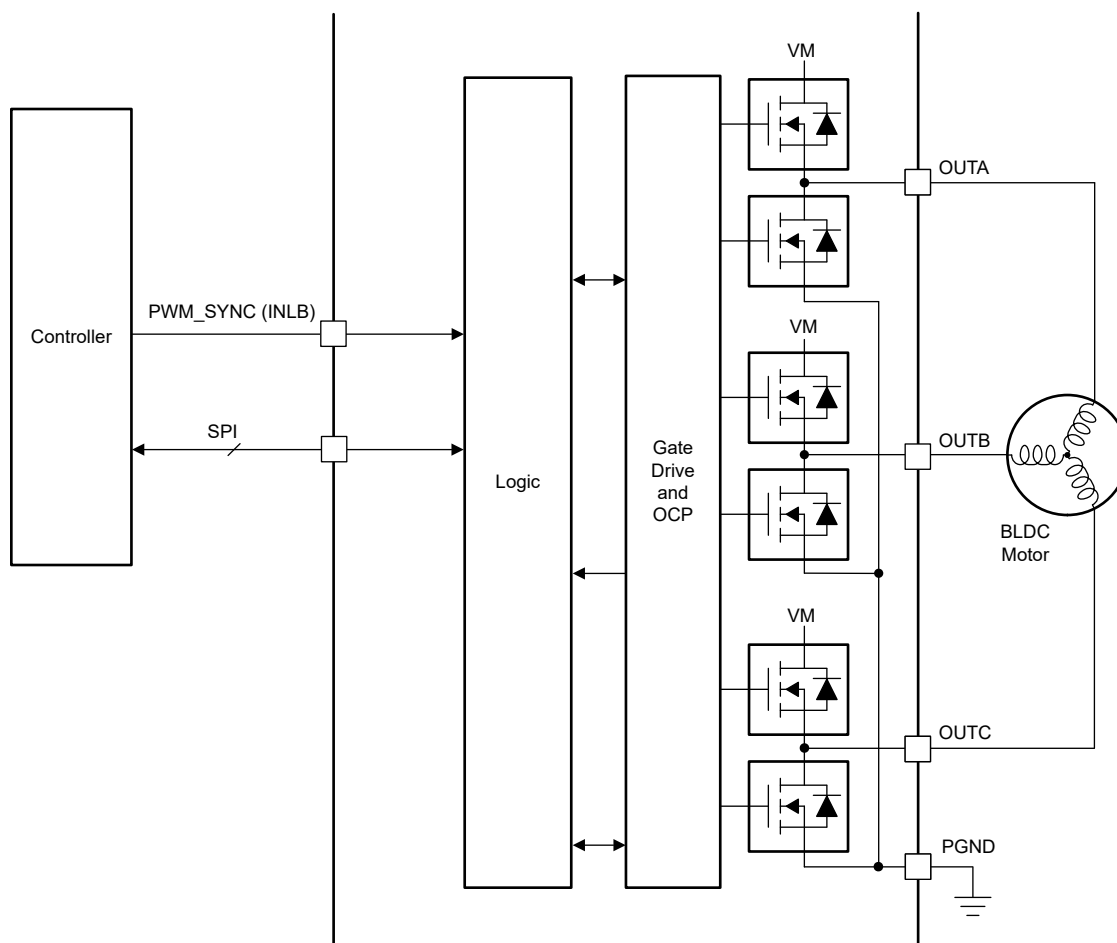 VM
OUTA
PWM_SYNC (INLB)
VM
Controller
SPI
OUTB
Logic
Gate
Drive
and
OCP
BLDC
Motor
VM
OUTC
PGND